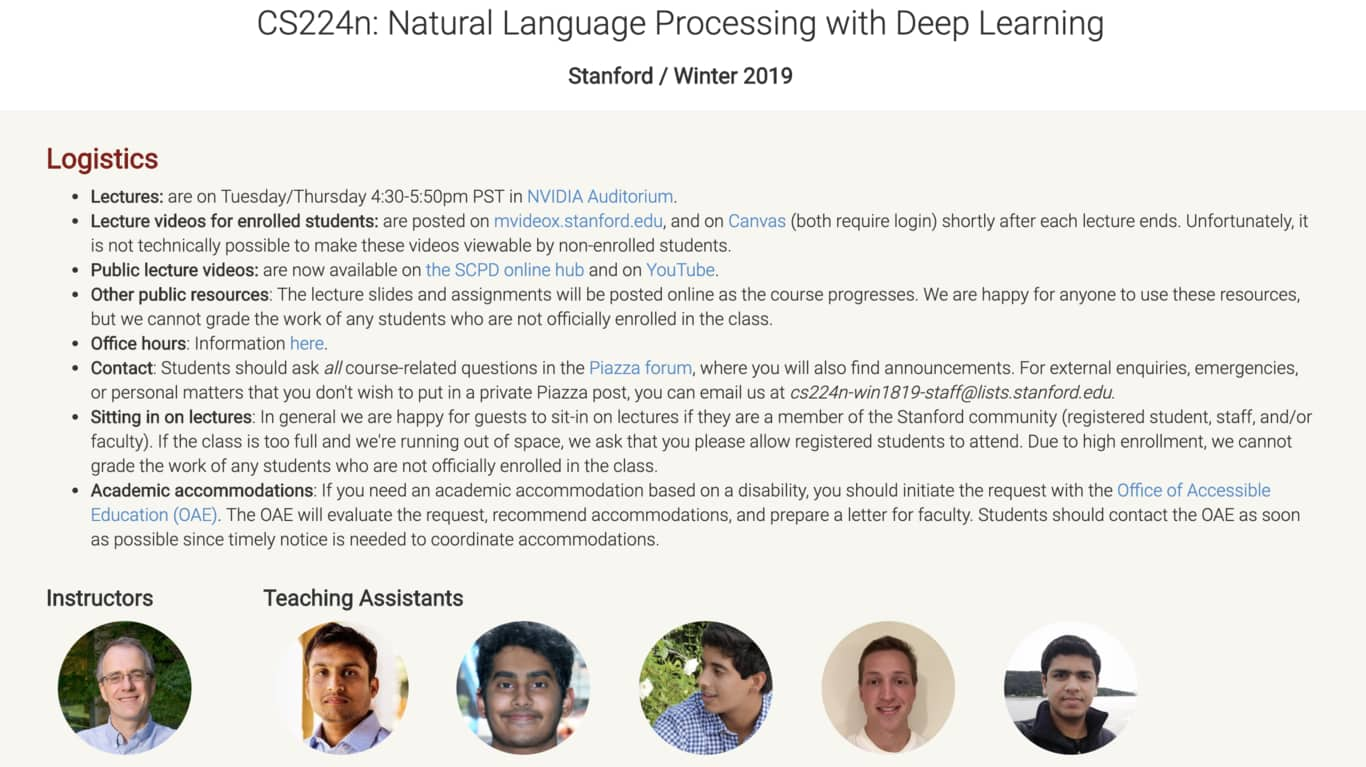 CS224n: Natural Language Processing with Deep Learning
Stanford / Winter 2019
Logistics
• Lectures: are on Tuesday/Thursday 4:30-5:50pm PST in NVIDIA Auditorium.
• Lecture videos for enrolled students: are posted on mvideox.stanford.edu, and on Canvas (both require login) shortly after each lecture ends. Unfortunately, it
is not technically possible to make these videos viewable by non-enrolled students.
• Public lecture videos: are now available on the SCPD online hub and on YouTube.
• Other public resources: The lecture slides and assignments will be posted online as the course progresses. We are happy for anyone to use these resources,
but we cannot grade the work of any students who are not officially enrolled in the class.
• Office hours: Information here.
• Contact: Students should ask all course-related questions in the Piazza forum, where you will also find announcements. For external enquiries, emergencies,
or personal matters that you don't wish to put in a private Piazza post, you can email us at cs224n-win1819-staff@lists.stanford.edu.
• Sitting in on lectures: In general we are happy for guests to sit-in on lectures if they are a member of the Stanford community (registered student, staff, and/or
faculty). If the class is too full and we're running out of space, we ask that you please allow registered students to attend. Due to high enrollment, we cannot
grade the work of any students who are not officially enrolled in the class.
• Academic accommodations: If you need an academic accommodation based on a disability, you should initiate the request with the Office of Accessible
Education (OAE). The OAE will evaluate the request, recommend accommodations, and prepare a letter for faculty. Students should contact the OAE as soon
as possible since timely notice is needed to coordinate accommodations.
Instructors
Teaching Assistants